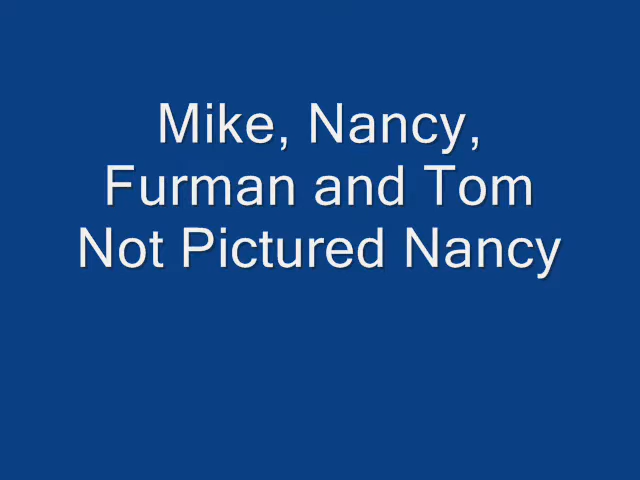 Mike, Nancy,
Furman and Tom
Not Pictured Nancy